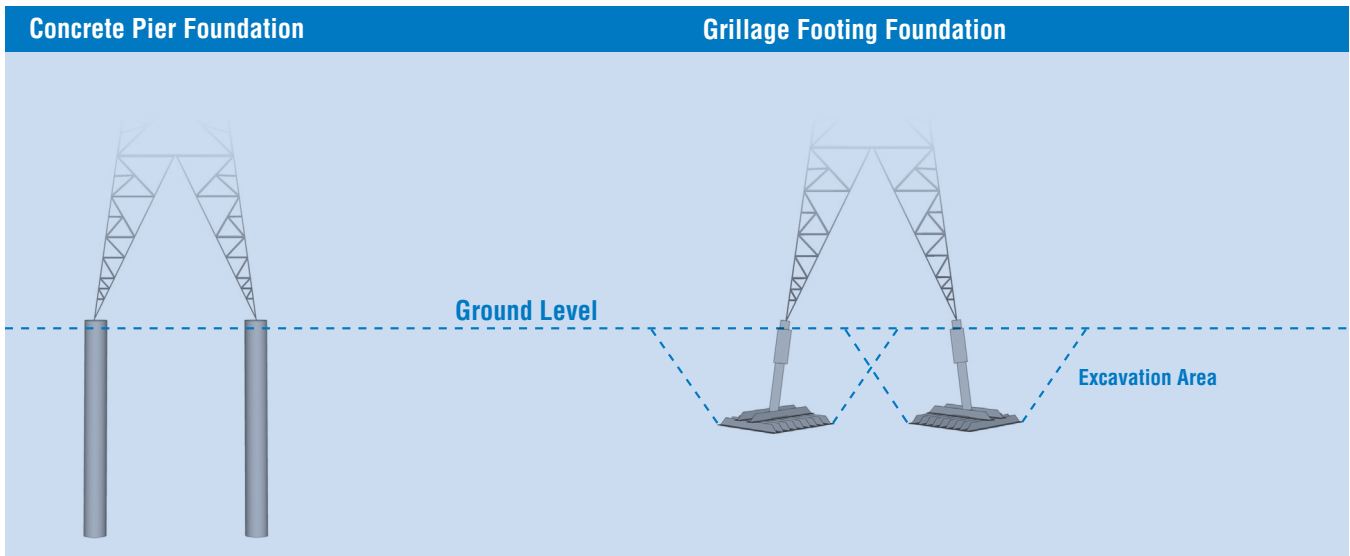 Concrete Pier Foundation
Grillage Footing Foundation
Ground Level
Excavation Area